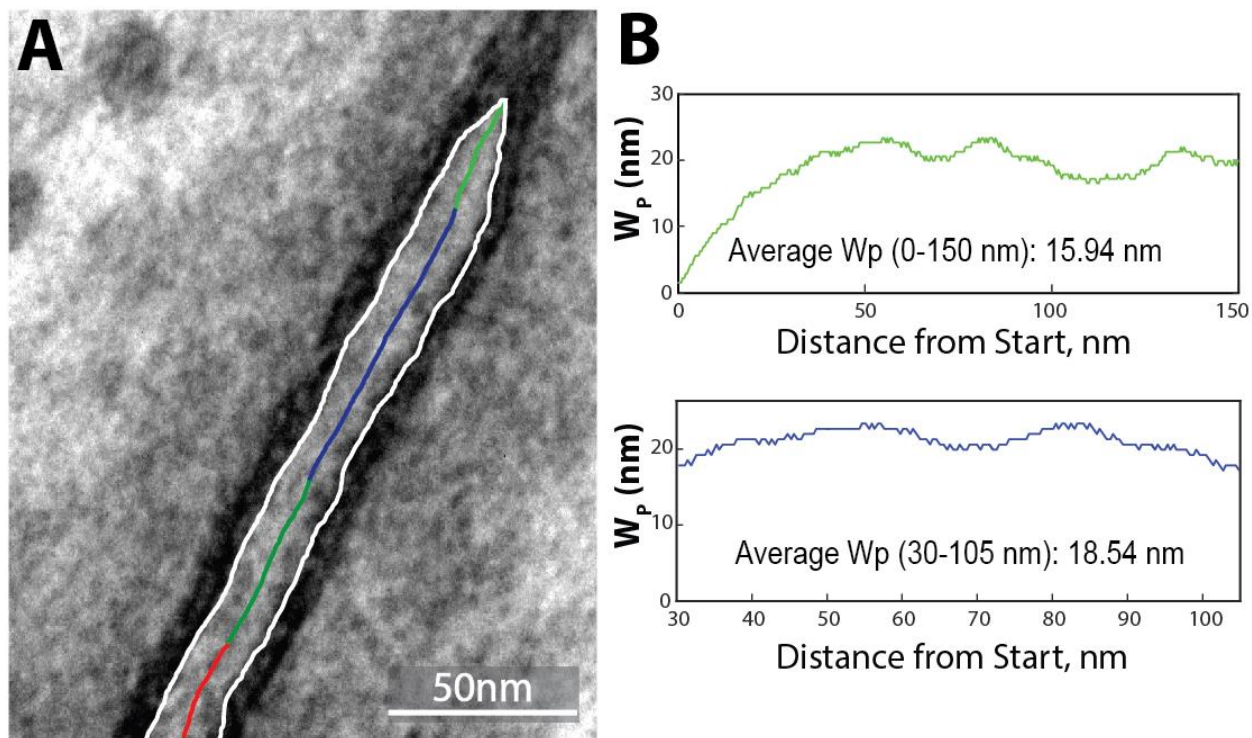 A
50nm
B
30
20
10
0
W_P (nm)
Average Wp (0-150 nm): 15.94 nm
0 50 100 150
Distance from Start, nm
20
10
0
W_P (nm)
Average Wp (30-105 nm): 18.54 nm
30 40 50 60 70 80 90 100
Distance from Start, nm